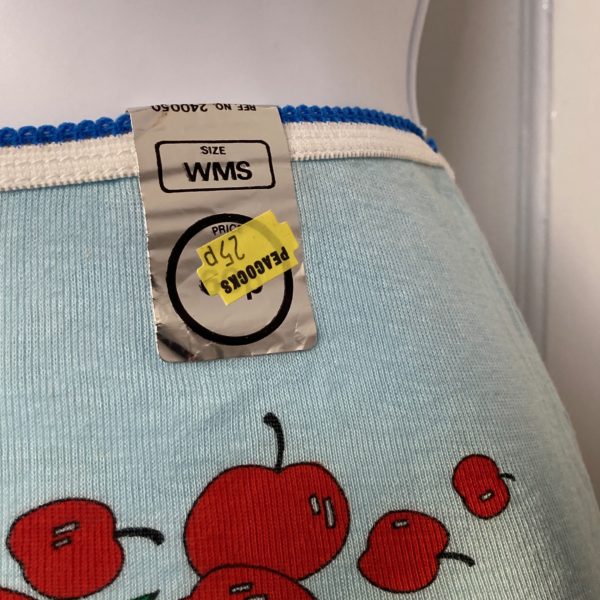 REF. NO. 240050
SIZE
WMS
PRICE
PEACOCKS
25p